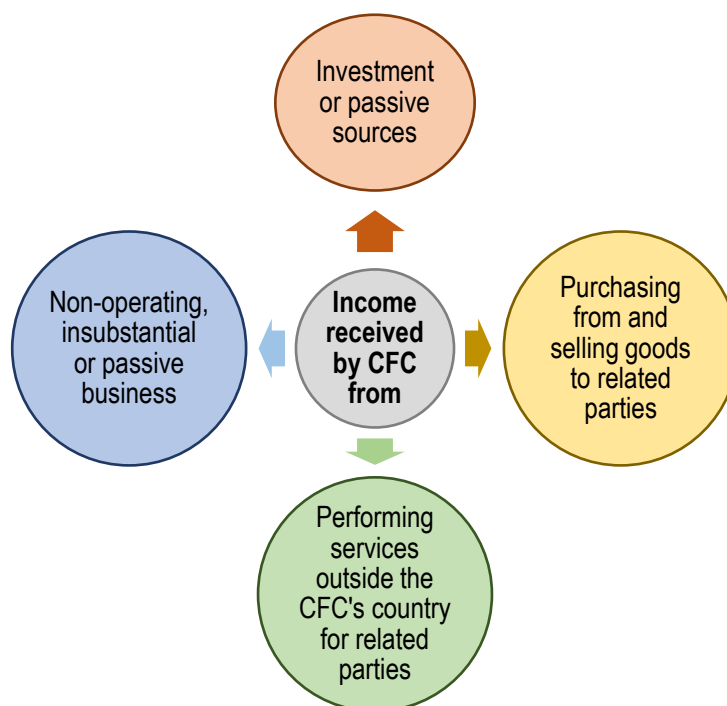 Investment
or passive
sources
Non-operating,
insubstantial
or passive
business
Income
received
by CFC
from
Purchasing
from and
selling goods
to related
parties
Performing
services
outside the
CFC's country
for related
parties